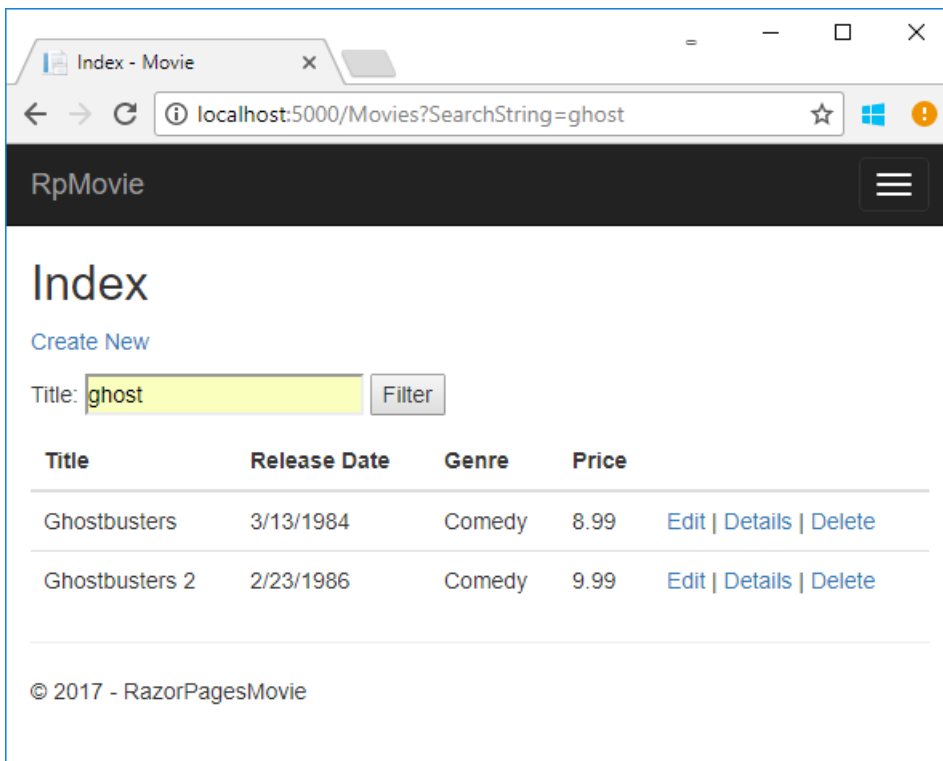 Index - Movie
localhost:5000/Movies?SearchString=ghost
RpMovie
Index
Create New
Title: ghost Filter
Title Release Date Genre Price
Ghostbusters 3/13/1984 Comedy 8.99 Edit | Details | Delete
Ghostbusters 2 2/23/1986 Comedy 9.99 Edit | Details | Delete
© 2017 - RazorPagesMovie